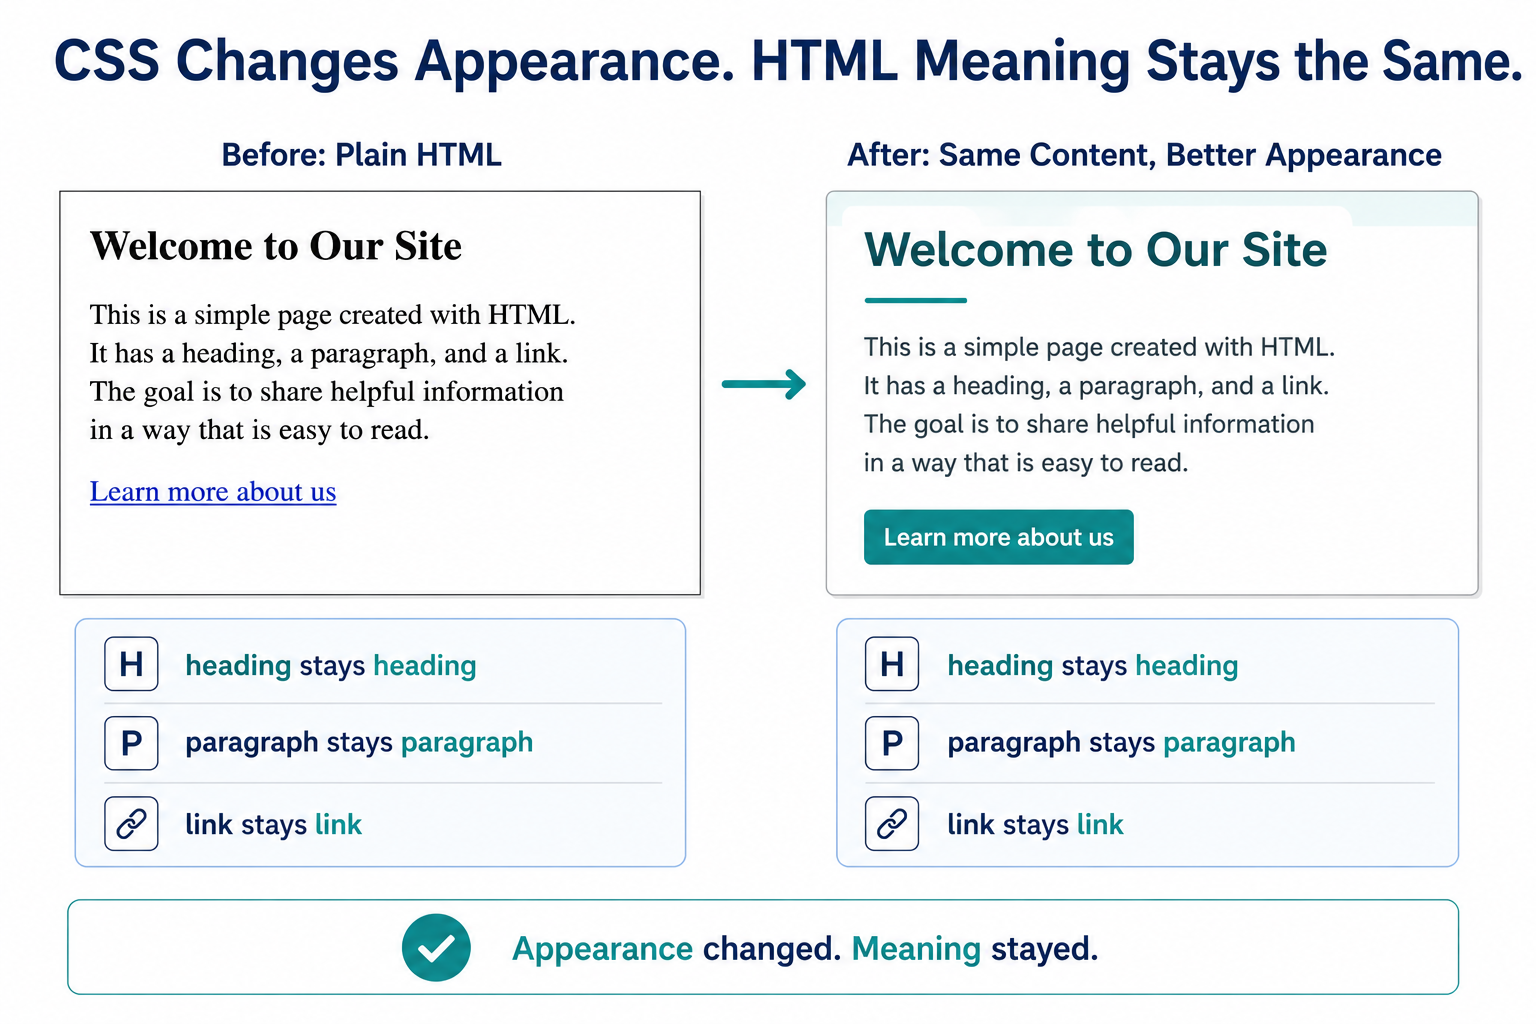 CSS Changes Appearance. HTML Meaning Stays the Same.
Before: Plain HTML
Welcome to Our Site
This is a simple page created with HTML.
It has a heading, a paragraph, and a link.
The goal is to share helpful information
in a way that is easy to read.
Learn more about us
H heading stays heading
P paragraph stays paragraph
link stays link
After: Same Content, Better Appearance
Welcome to Our Site
This is a simple page created with HTML.
It has a heading, a paragraph, and a link.
The goal is to share helpful information
in a way that is easy to read.
Learn more about us
H heading stays heading
P paragraph stays paragraph
link stays link
Appearance changed. Meaning stayed.